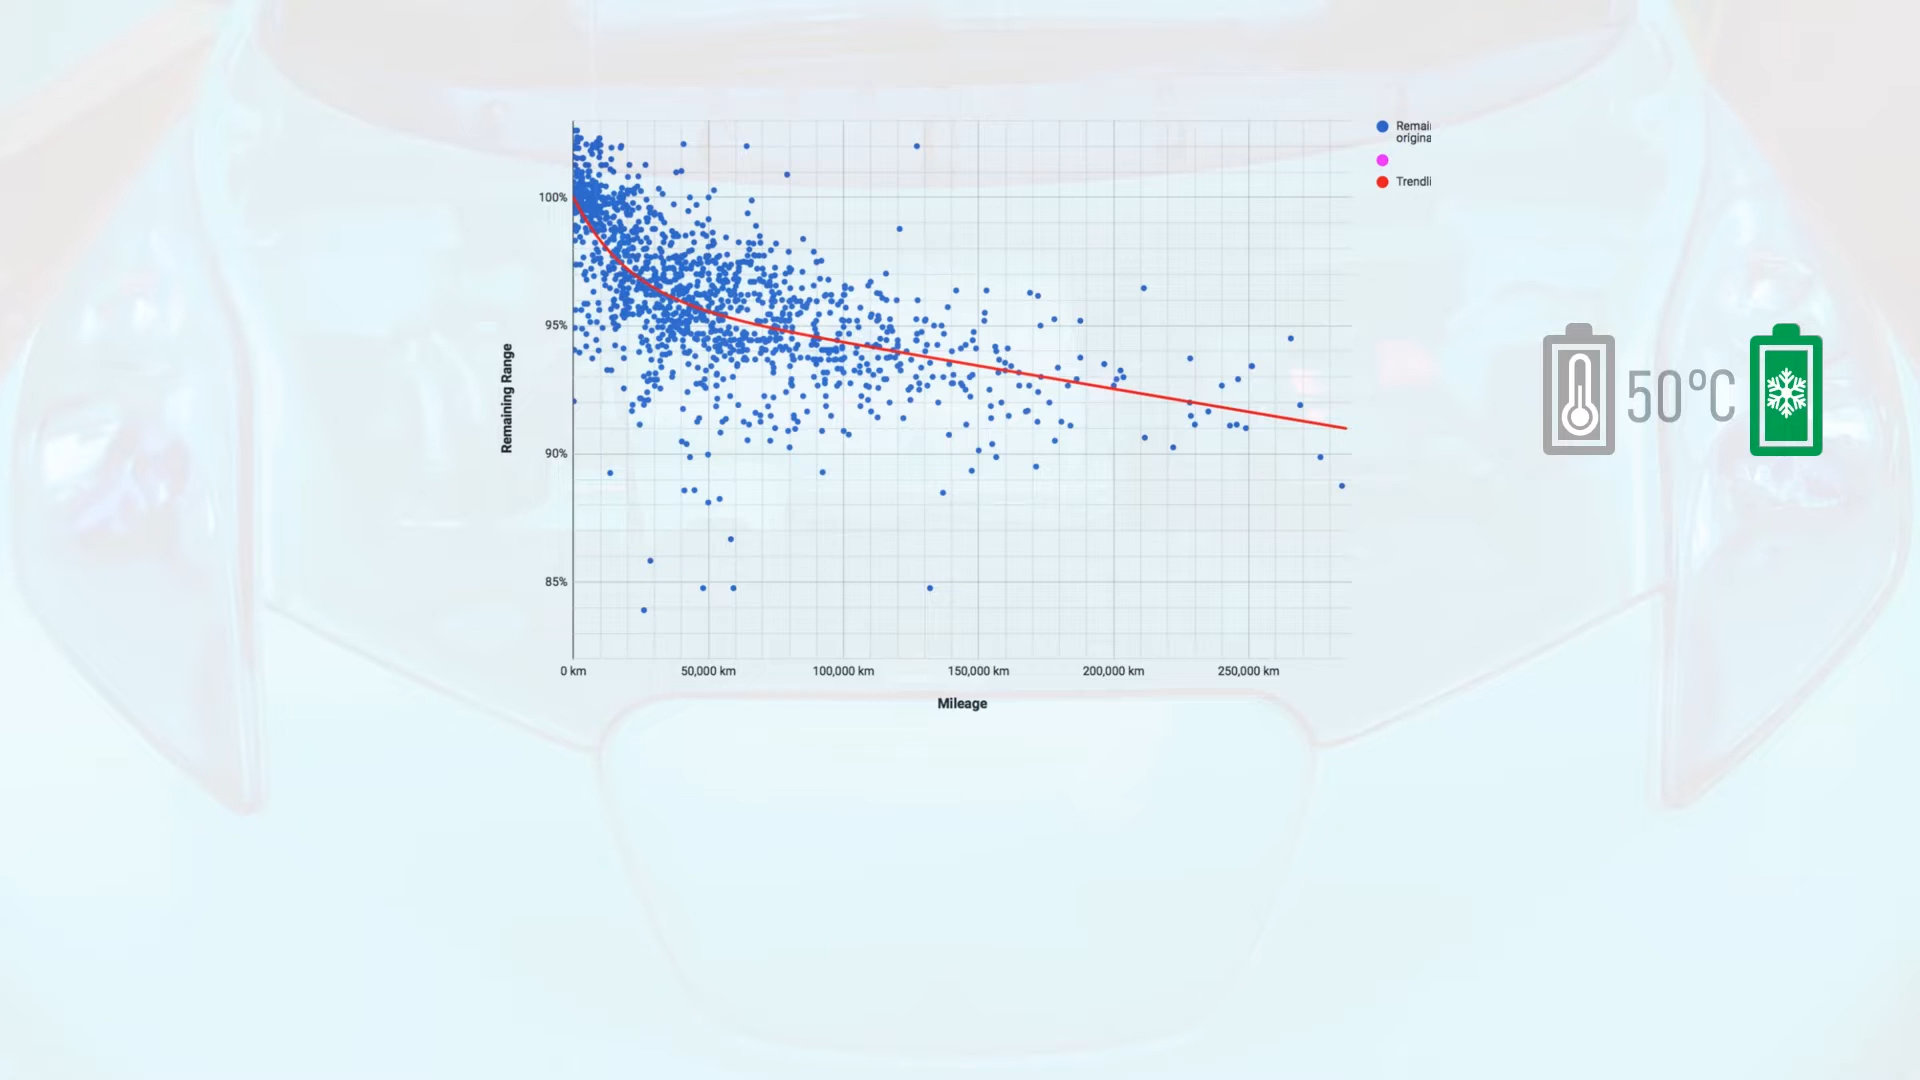 Remai
origina
Trendli
100%
95%
90%
85%
Remaining Range
0 km
50,000 km
100,000 km
150,000 km
200,000 km
250,000 km
Mileage
50°C